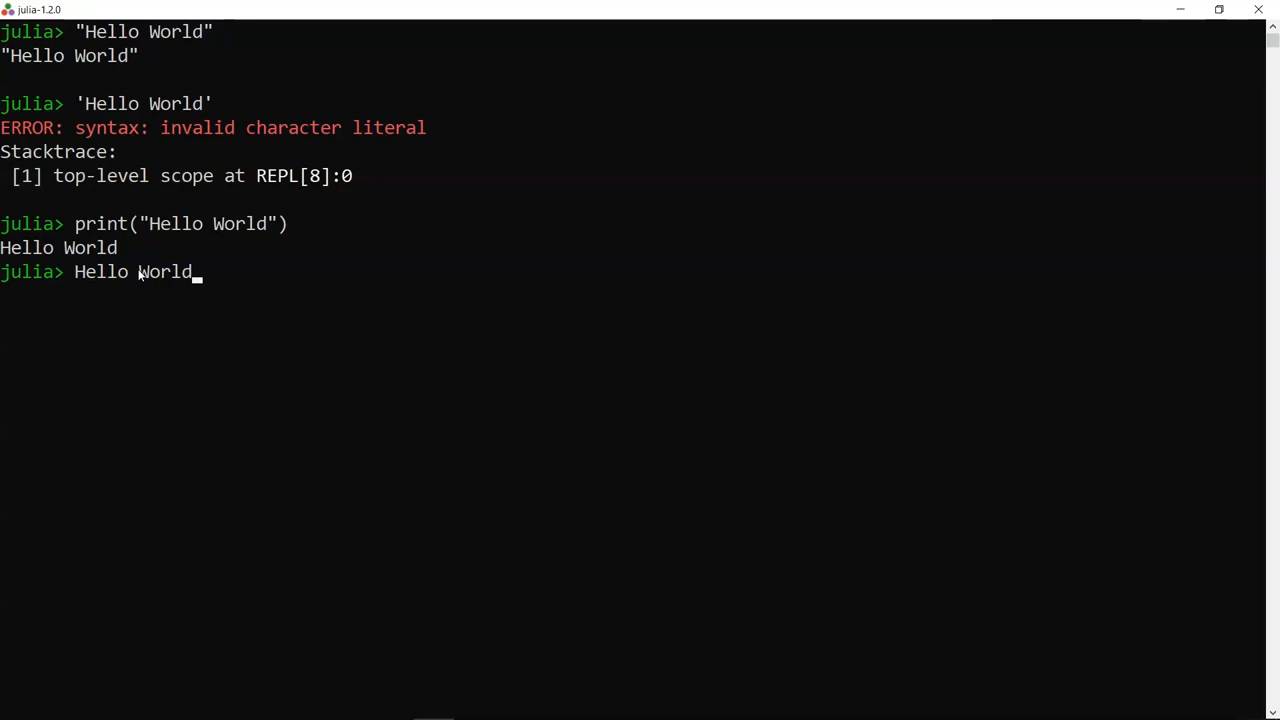 julia-1.2.0
julia> "Hello World"
"Hello World"
julia> 'Hello World'
ERROR: syntax: invalid character literal
Stacktrace:
 [1] top-level scope at REPL[8]:0
julia> print("Hello World")
Hello World
julia> Hello World